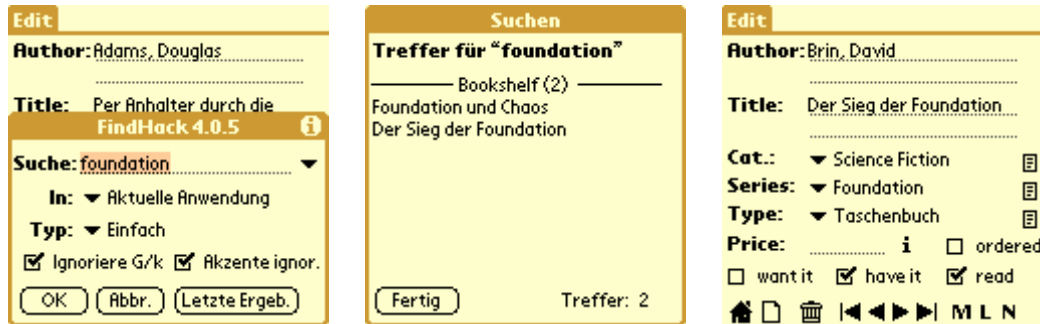 Edit
Author: Adams, Douglas
Title: Per Anhalter durch die
FindHack 4.0.5 i
Suche: foundation
In: Aktuelle Anwendung
Typ: Einfach
Ignoriere G/k Akzente ignor.
OK Abbr. Letzte Ergeb.
Suchen
Treffer für “foundation”
Bookshelf (2)
Foundation und Chaos
Der Sieg der Foundation
Fertig Treffer: 2
Edit
Author: Brin, David
Title: Der Sieg der Foundation
Cat.: Science Fiction
Series: Foundation
Type: Taschenbuch
Price: i ordered
want it have it read
M L N